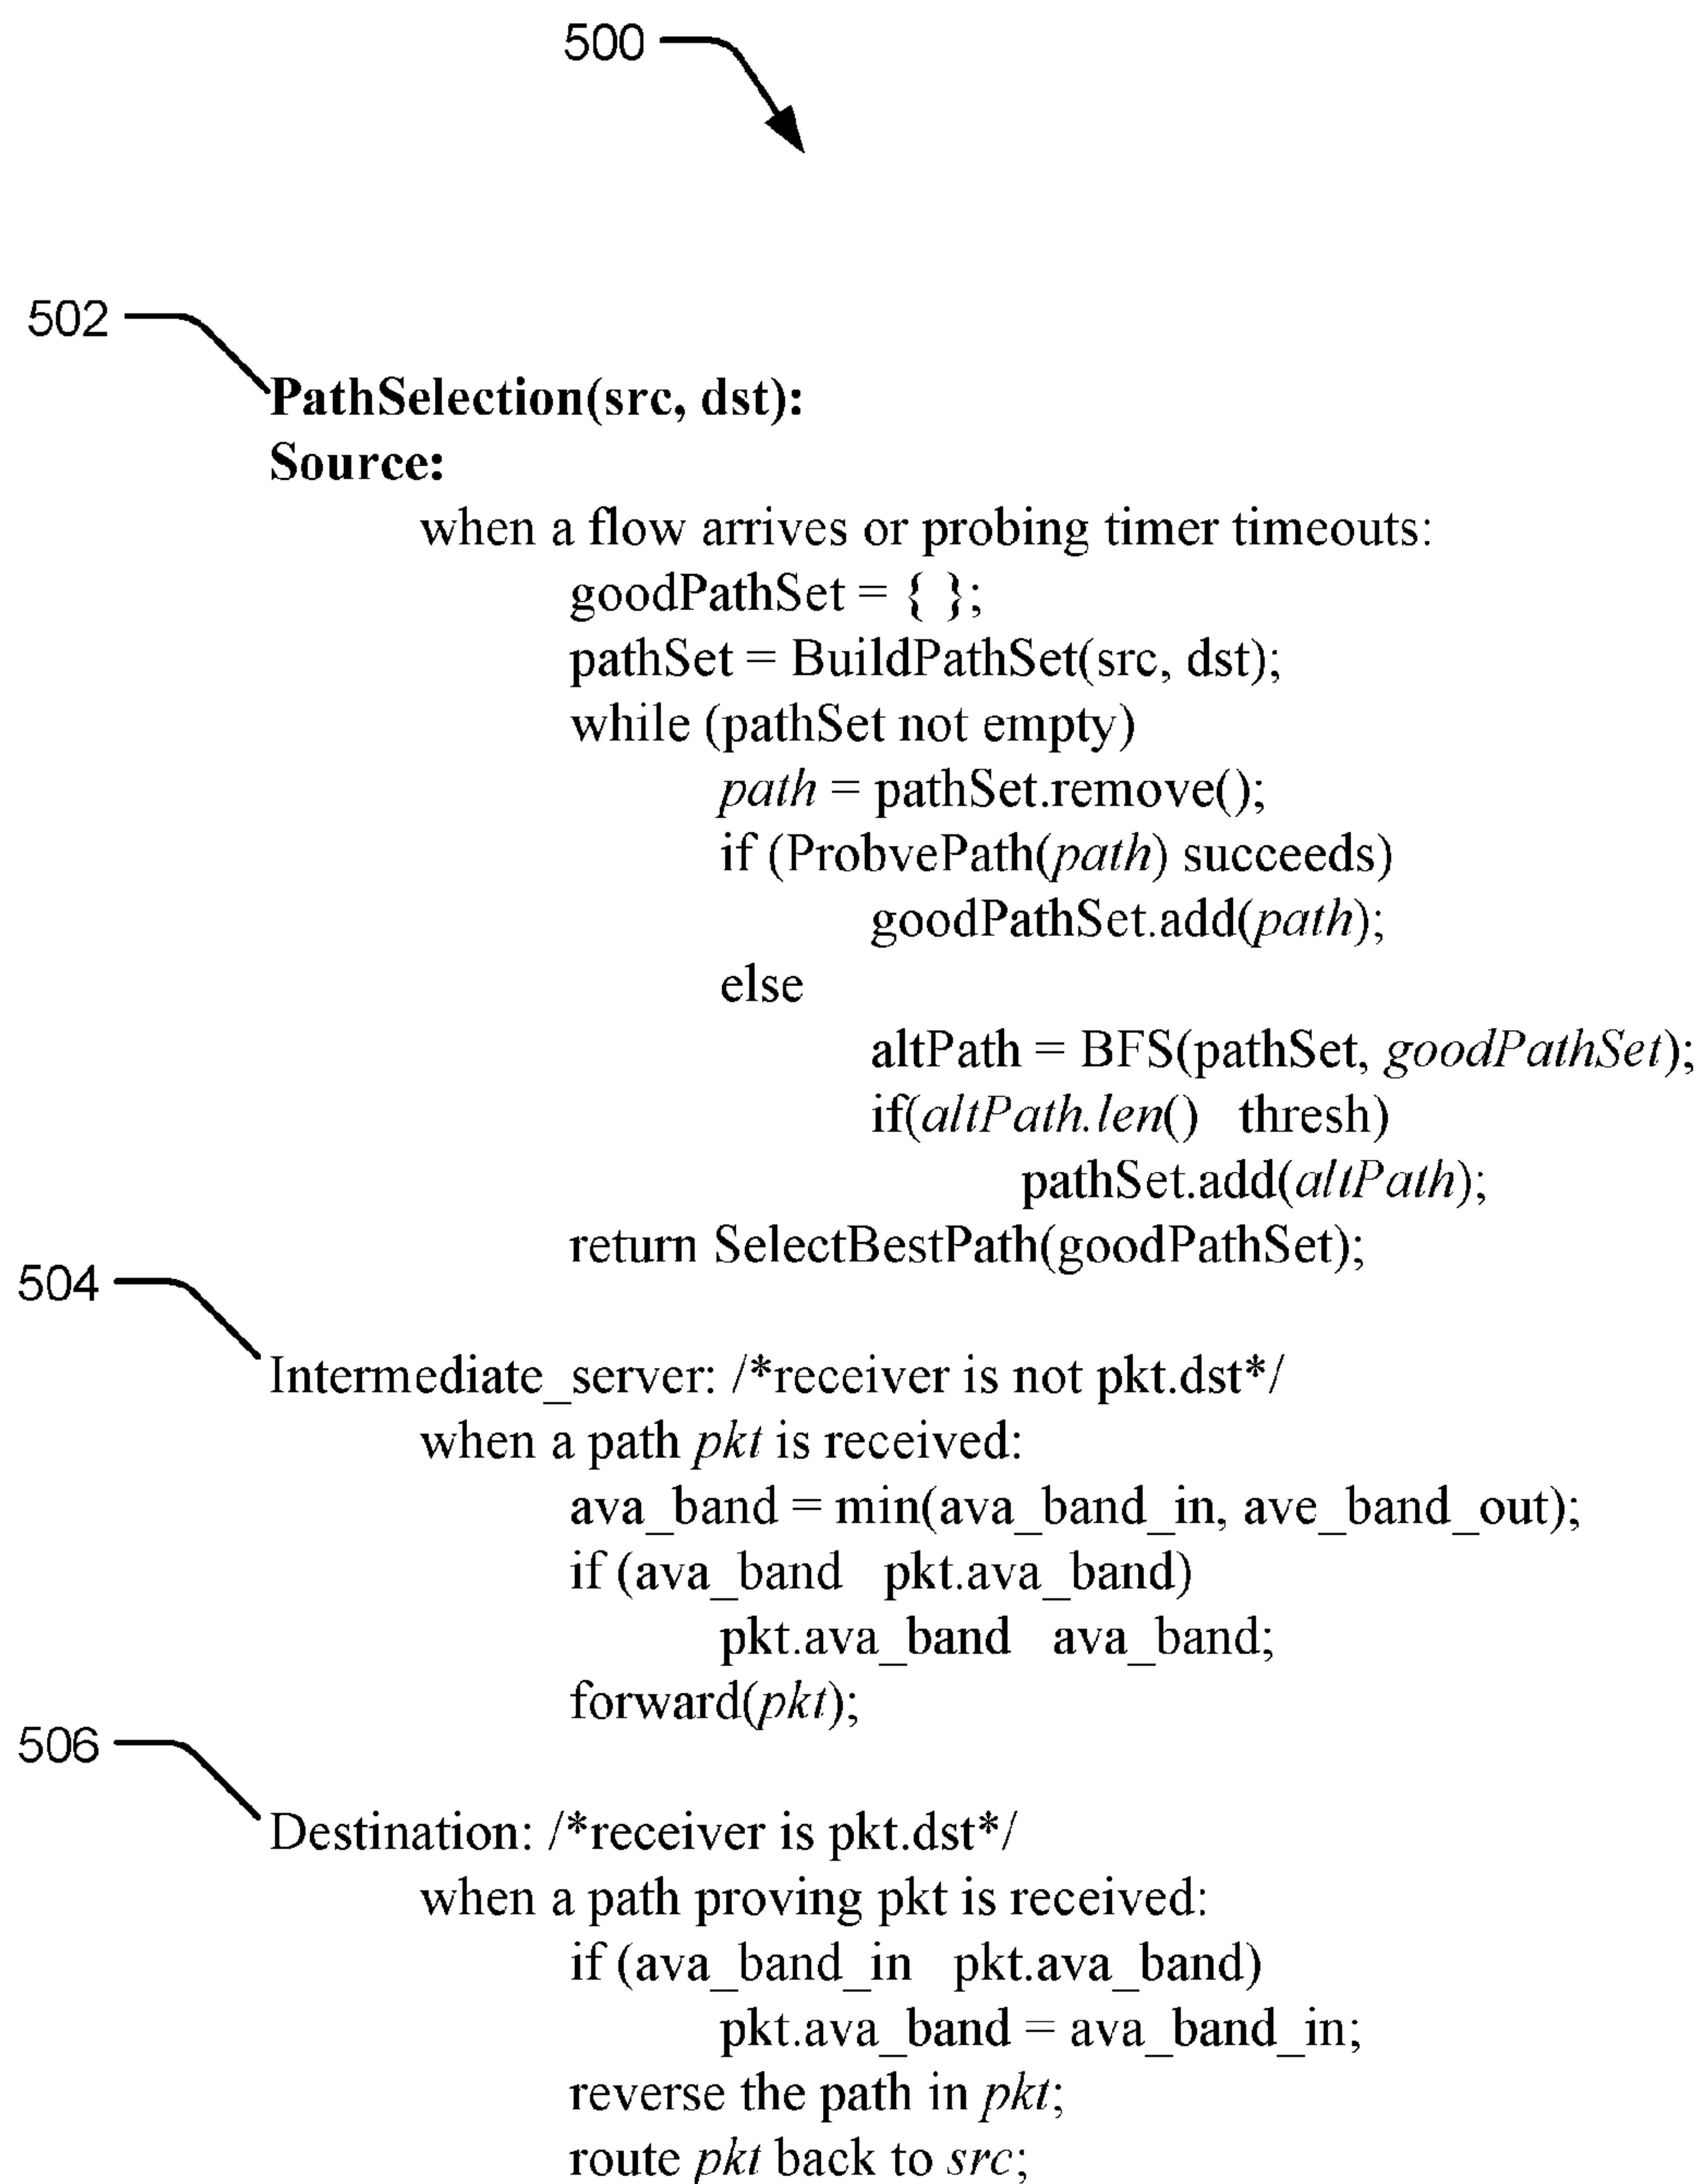 500
502
PathSelection(src, dst):
Source:
when a flow arrives or probing timer timeouts:
goodPathSet = { };
pathSet = BuildPathSet(src, dst);
while (pathSet not empty)
path = pathSet.remove();
if (ProbvePath(path) succeeds)
goodPathSet.add(path);
else
altPath = BFS(pathSet, goodPathSet);
if(altPath.len() thresh)
pathSet.add(altPath);
return SelectBestPath(goodPathSet);
504
Intermediate_server: /*receiver is not pkt.dst*/
when a path pkt is received:
ava_band = min(ava_band_in, ave_band_out);
if (ava_band pkt.ava_band)
pkt.ava_band ava_band;
forward(pkt);
506
Destination: /*receiver is pkt.dst*/
when a path proving pkt is received:
if (ava_band_in pkt.ava_band)
pkt.ava_band = ava_band_in;
reverse the path in pkt;
route pkt back to src;